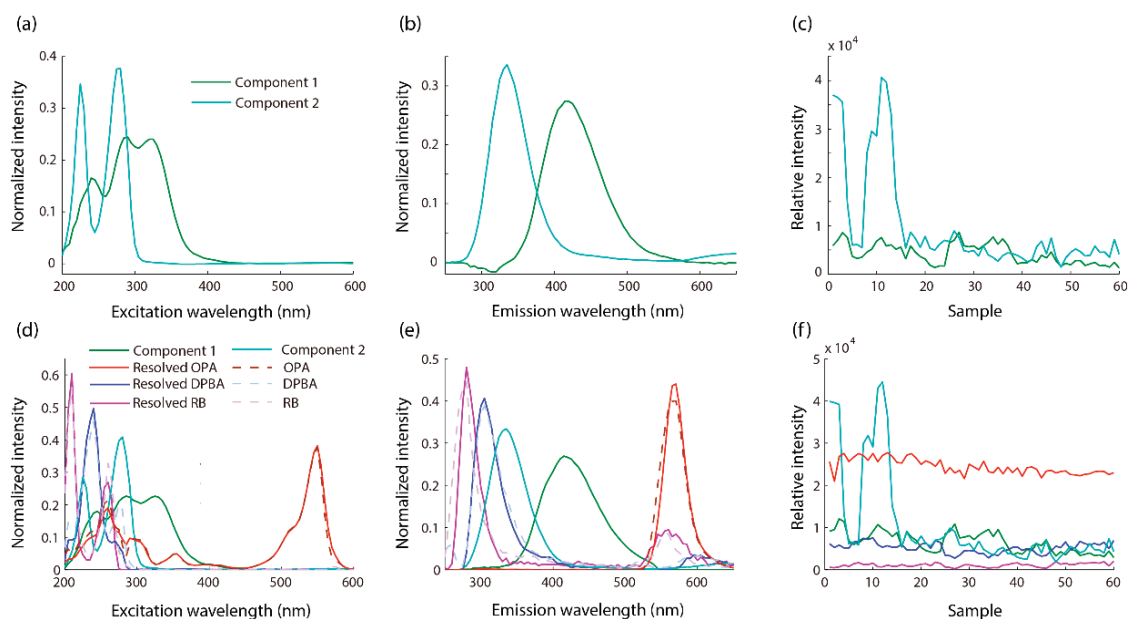 (a)
Normalized intensity
0.4
0.3
0.2
0.1
0
200
300
400
500
600
Component 1
Component 2
Excitation wavelength (nm)
(b)
Normalized intensity
0.3
0.2
0.1
0
300
400
500
600
Emission wavelength (nm)
(c)
x 10⁴
Relative intensity
4
3
2
1
0
0
10
20
30
40
50
60
Sample
(d)
Normalized intensity
0.6
0.5
0.4
0.3
0.2
0.1
0
200
300
400
500
600
Component 1
Component 2
Resolved OPA
OPA
Resolved DPBA
DPBA
Resolved RB
RB
Excitation wavelength (nm)
(e)
Normalized intensity
0.5
0.4
0.3
0.2
0.1
0
300
400
500
600
Emission wavelength (nm)
(f)
x 10⁴
Relative intensity
5
4
3
2
1
0
0
10
20
30
40
50
60
Sample